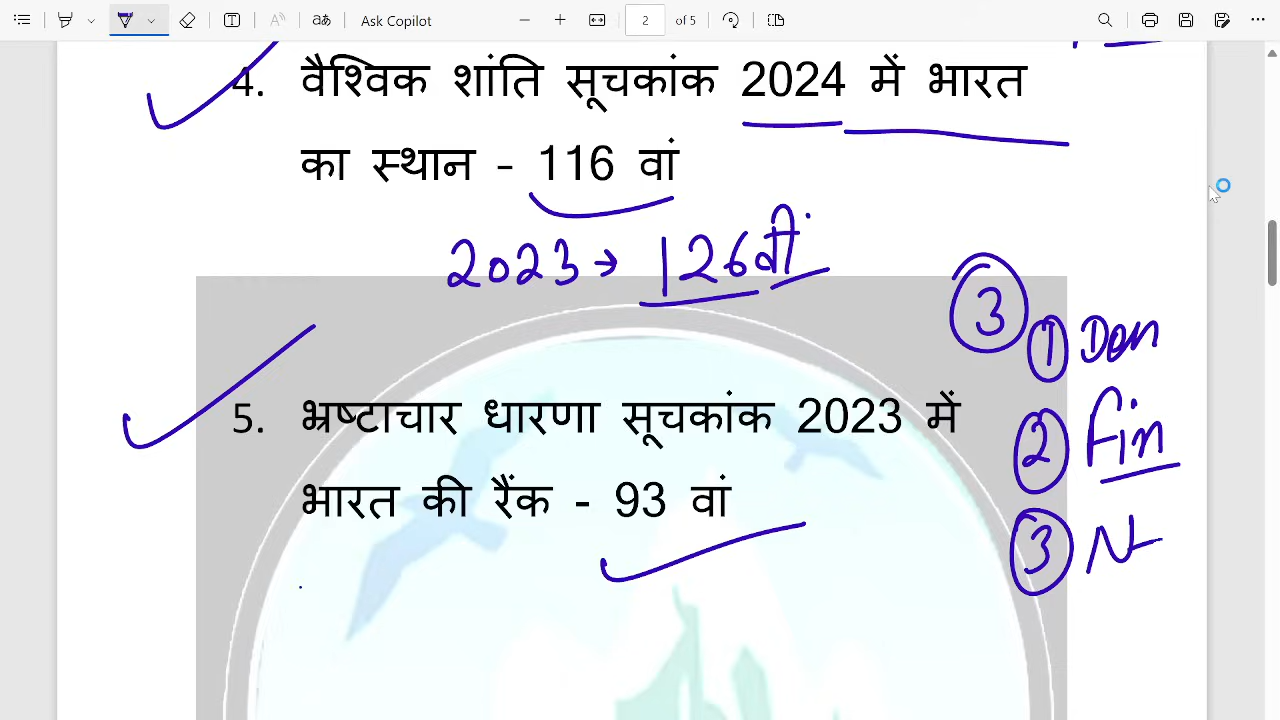 Ask Copilot
2
of 5
4. वैश्विक शांति सूचकांक 2024 में भारत
का स्थान - 116 वां
2023 → 126वीं
3
1 Den
2 Fin
5. भ्रष्टाचार धारणा सूचकांक 2023 में
भारत की रैंक - 93 वां
3 N